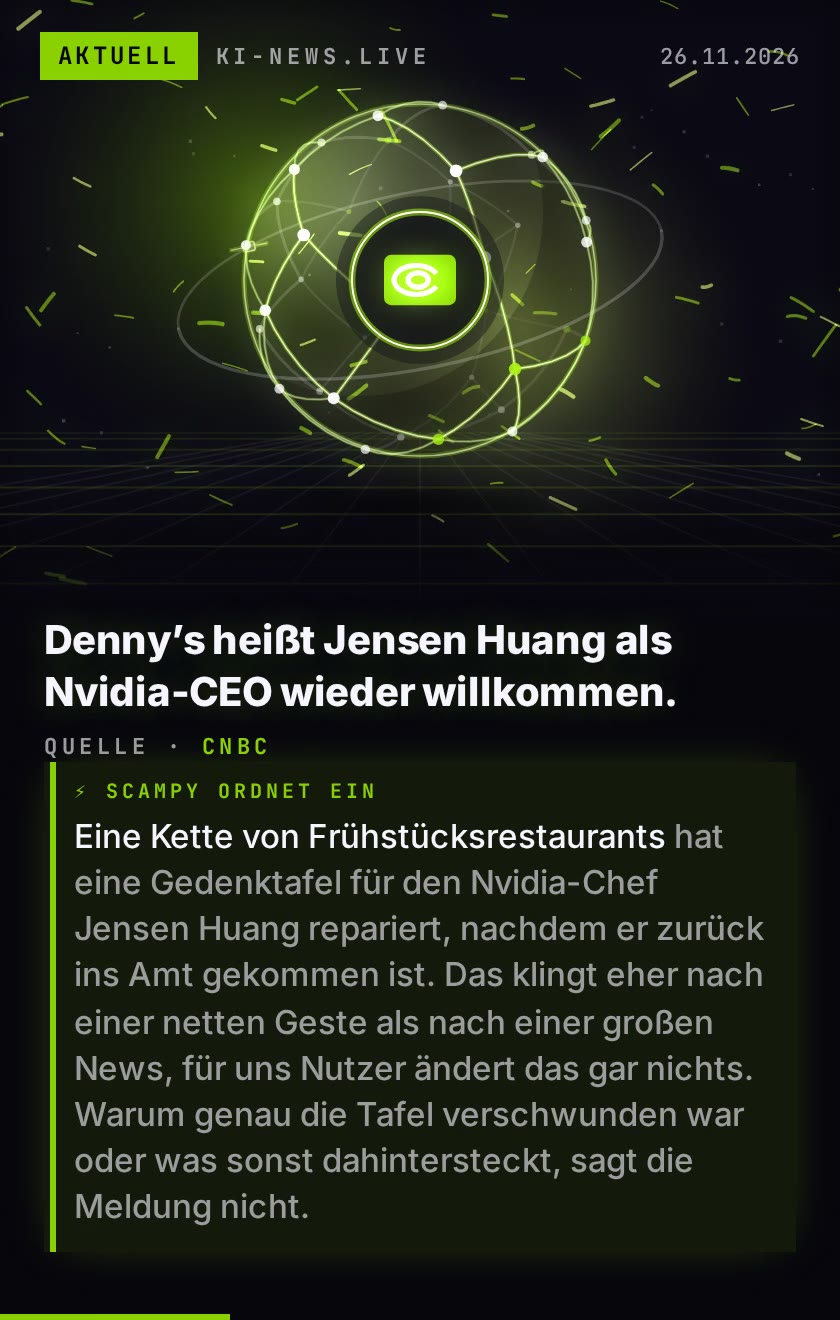 AKTUELL KI-NEWS.LIVE 26.11.2026
Denny’s heißt Jensen Huang als
Nvidia-CEO wieder willkommen.
QUELLE · CNBC
⚡ SCAMPY ORDNET EIN
Eine Kette von Frühstücksrestaurants hat
eine Gedenktafel für den Nvidia-Chef
Jensen Huang repariert, nachdem er zurück
ins Amt gekommen ist. Das klingt eher nach
einer netten Geste als nach einer großen
News, für uns Nutzer ändert das gar nichts.
Warum genau die Tafel verschwunden war
oder was sonst dahintersteckt, sagt die
Meldung nicht.